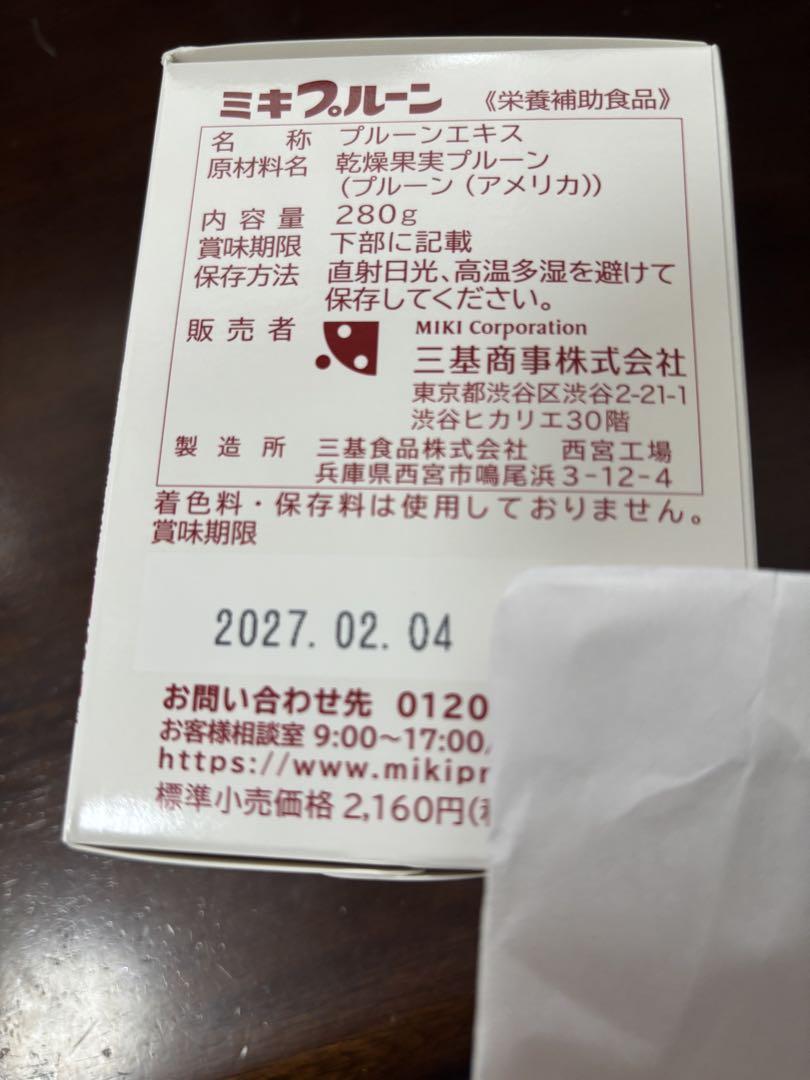 ミキプルーン 《栄養補助食品》
名称 プルーンエキス
原材料名 乾燥果実プルーン
(プルーン(アメリカ))
内容量 280g
賞味期限 下部に記載
保存方法 直射日光、高温多湿を避けて
保存してください。
販売者 MIKI Corporation
三基商事株式会社
東京都渋谷区渋谷2-21-1
渋谷ヒカリエ30階
製造所 三基食品株式会社 西宮工場
兵庫県西宮市鳴尾浜3-12-4
着色料・保存料は使用しておりません。
賞味期限
2027.02.04
お問い合わせ先 0120
お客様相談室 9:00〜17:00
https://www.mikipr
標準小売価格 2,160円(